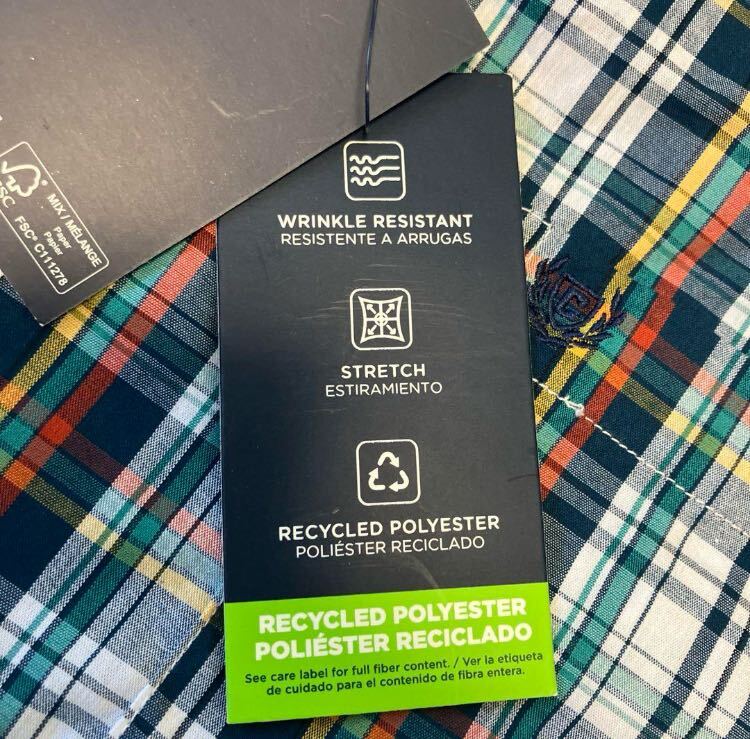 FSC
MIX / MÉLANGE
Paper
Papier
FSC® C111278
WRINKLE RESISTANT
RESISTENTE A ARRUGAS
STRETCH
ESTIRAMIENTO
RECYCLED POLYESTER
POLIÉSTER RECICLADO
RECYCLED POLYESTER
POLIÉSTER RECICLADO
See care label for full fiber content. / Ver la etiqueta
de cuidado para el contenido de fibra entera.